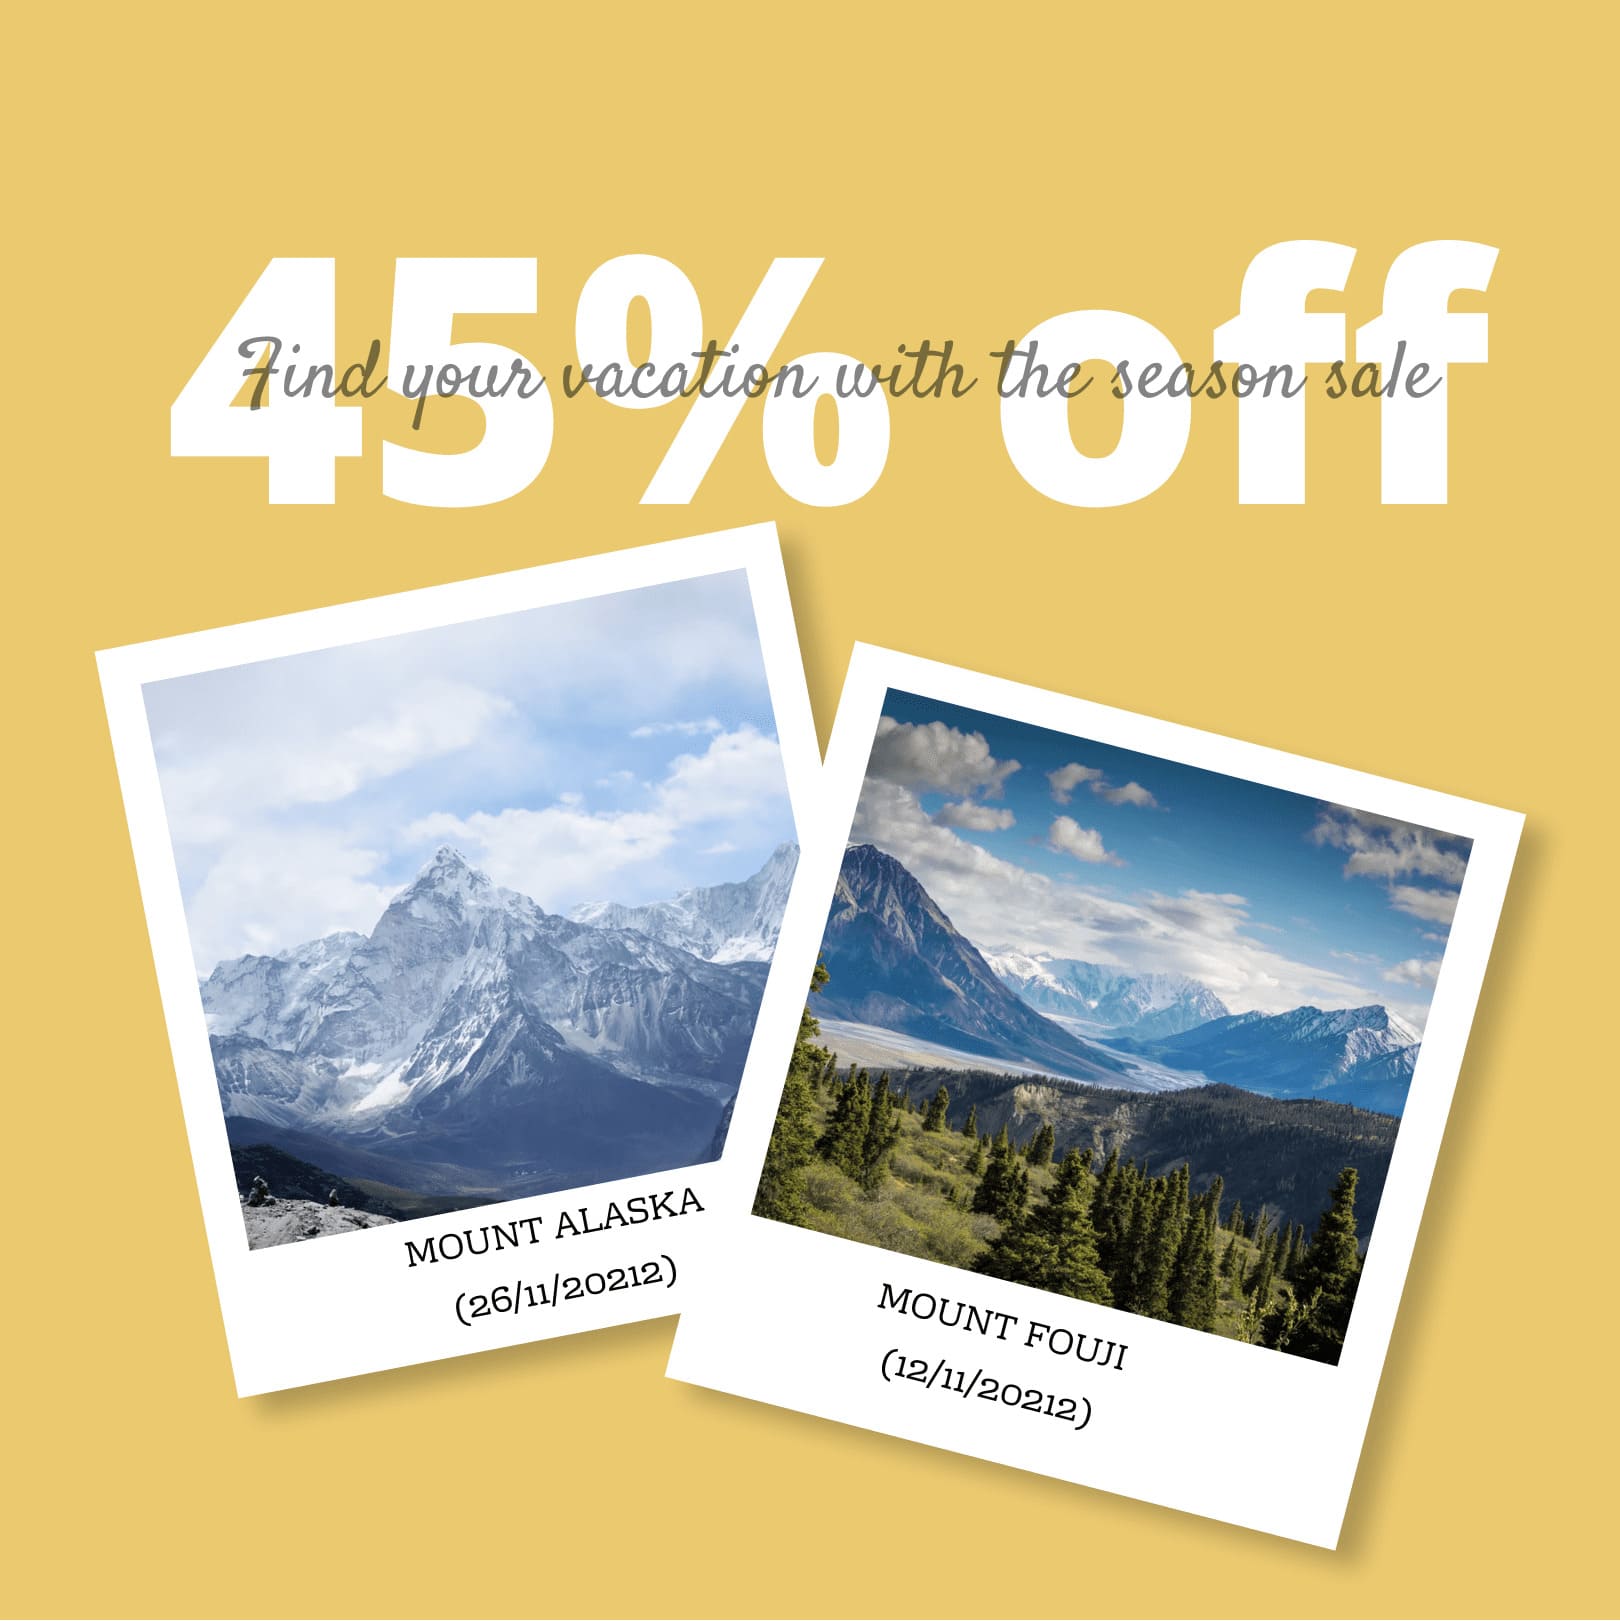 45% off
Find your vacation with the season sale
MOUNT ALASKA
(26/11/20212)
MOUNT FOUJI
(12/11/20212)